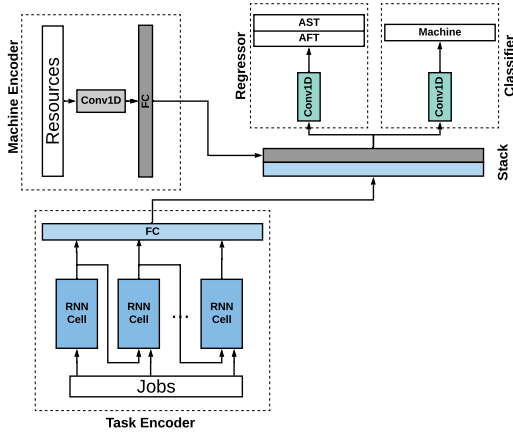 Machine Encoder
Resources
Conv1D
FC
Regressor
AST
AFT
Conv1D
Machine
Conv1D
Classifier
Stack
FC
RNN
Cell
RNN
Cell
...
RNN
Cell
Jobs
Task Encoder